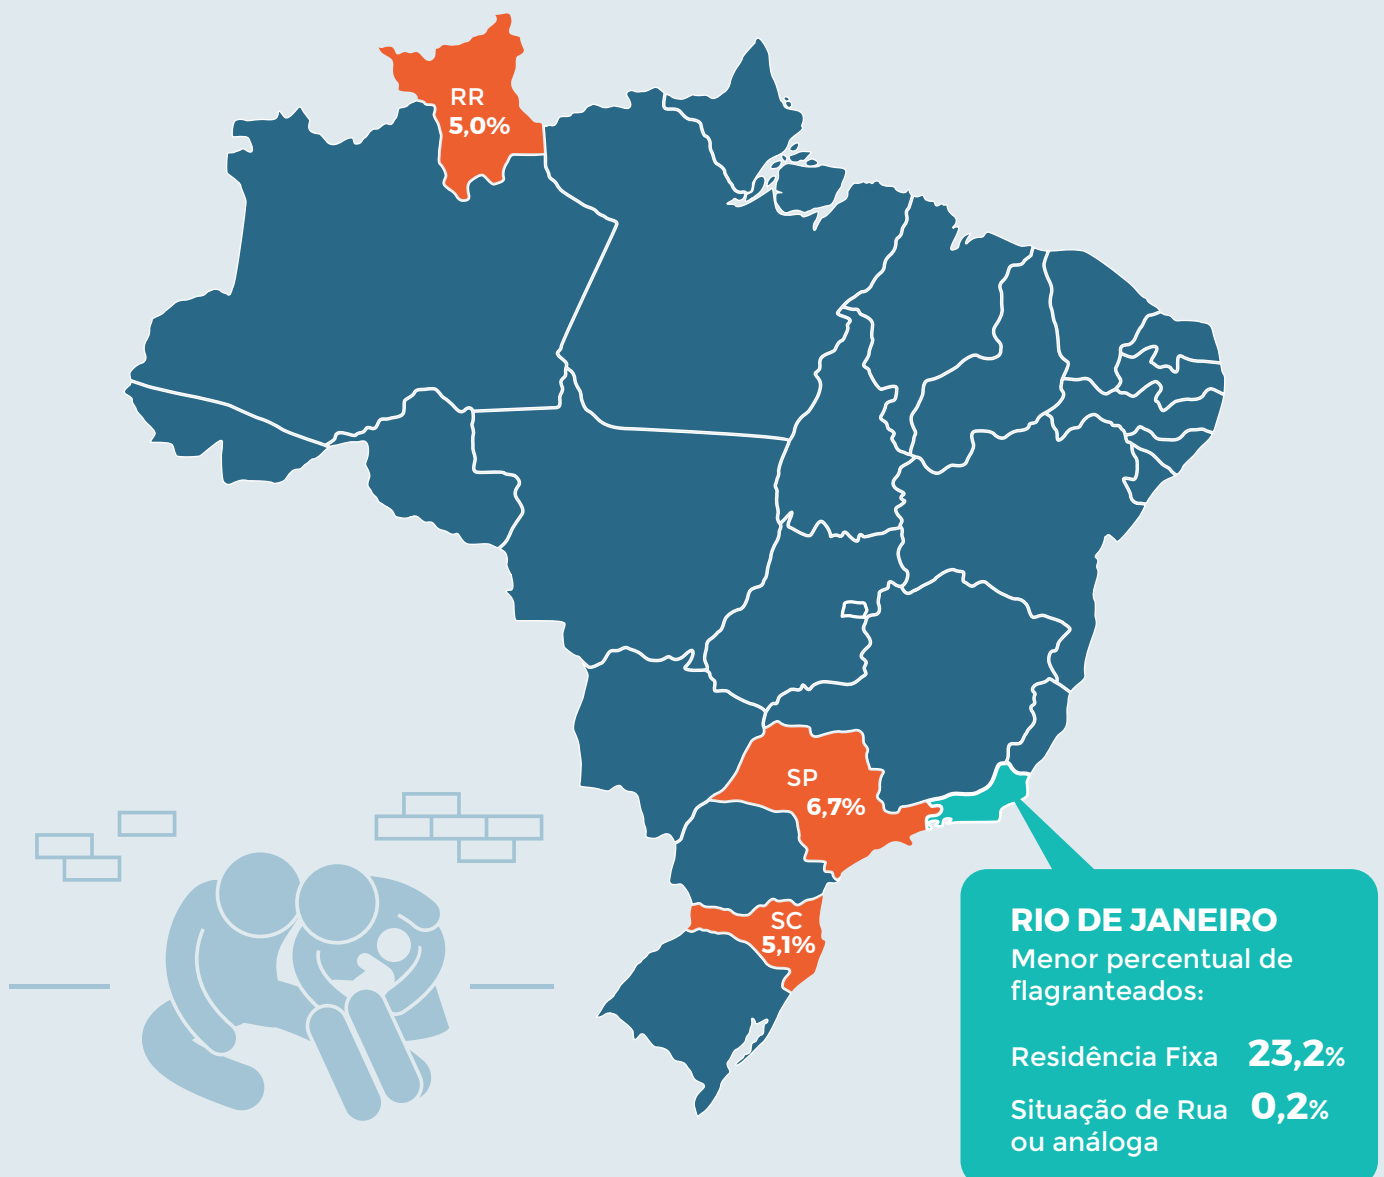 RR
5,0%
SP
6,7%
SC
5,1%
RIO DE JANEIRO
Menor percentual de
flagranteados:
Residência Fixa 23,2%
Situação de Rua 0,2%
ou análoga